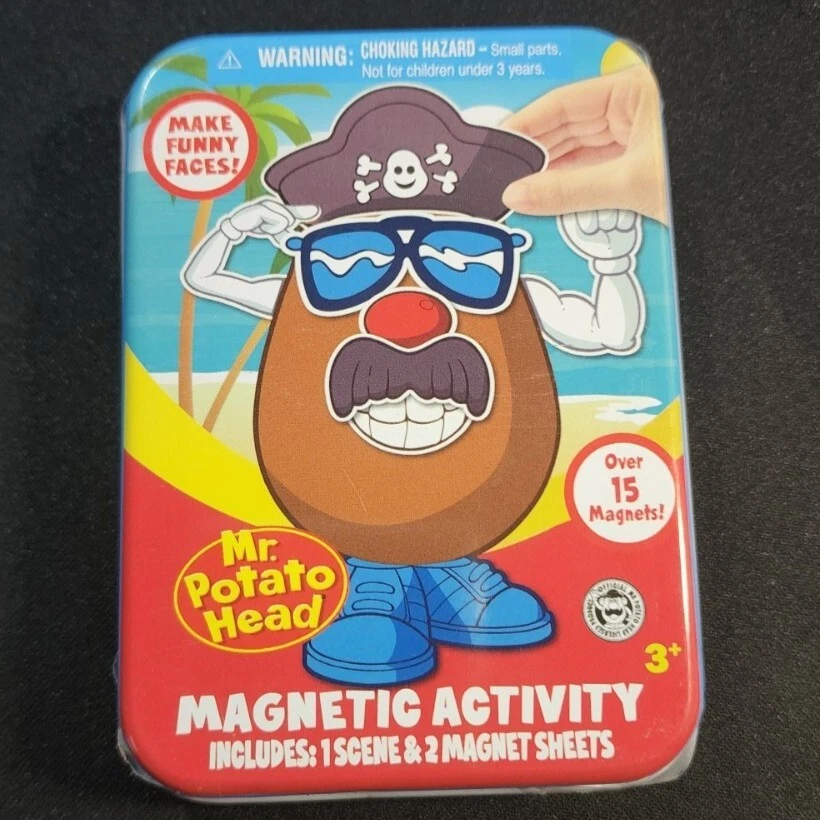 ⚠ WARNING: CHOKING HAZARD – Small parts.
Not for children under 3 years.
MAKE
FUNNY
FACES!
Over
15
Magnets!
Mr.
Potato
Head
3+
MAGNETIC ACTIVITY
INCLUDES: 1 SCENE & 2 MAGNET SHEETS